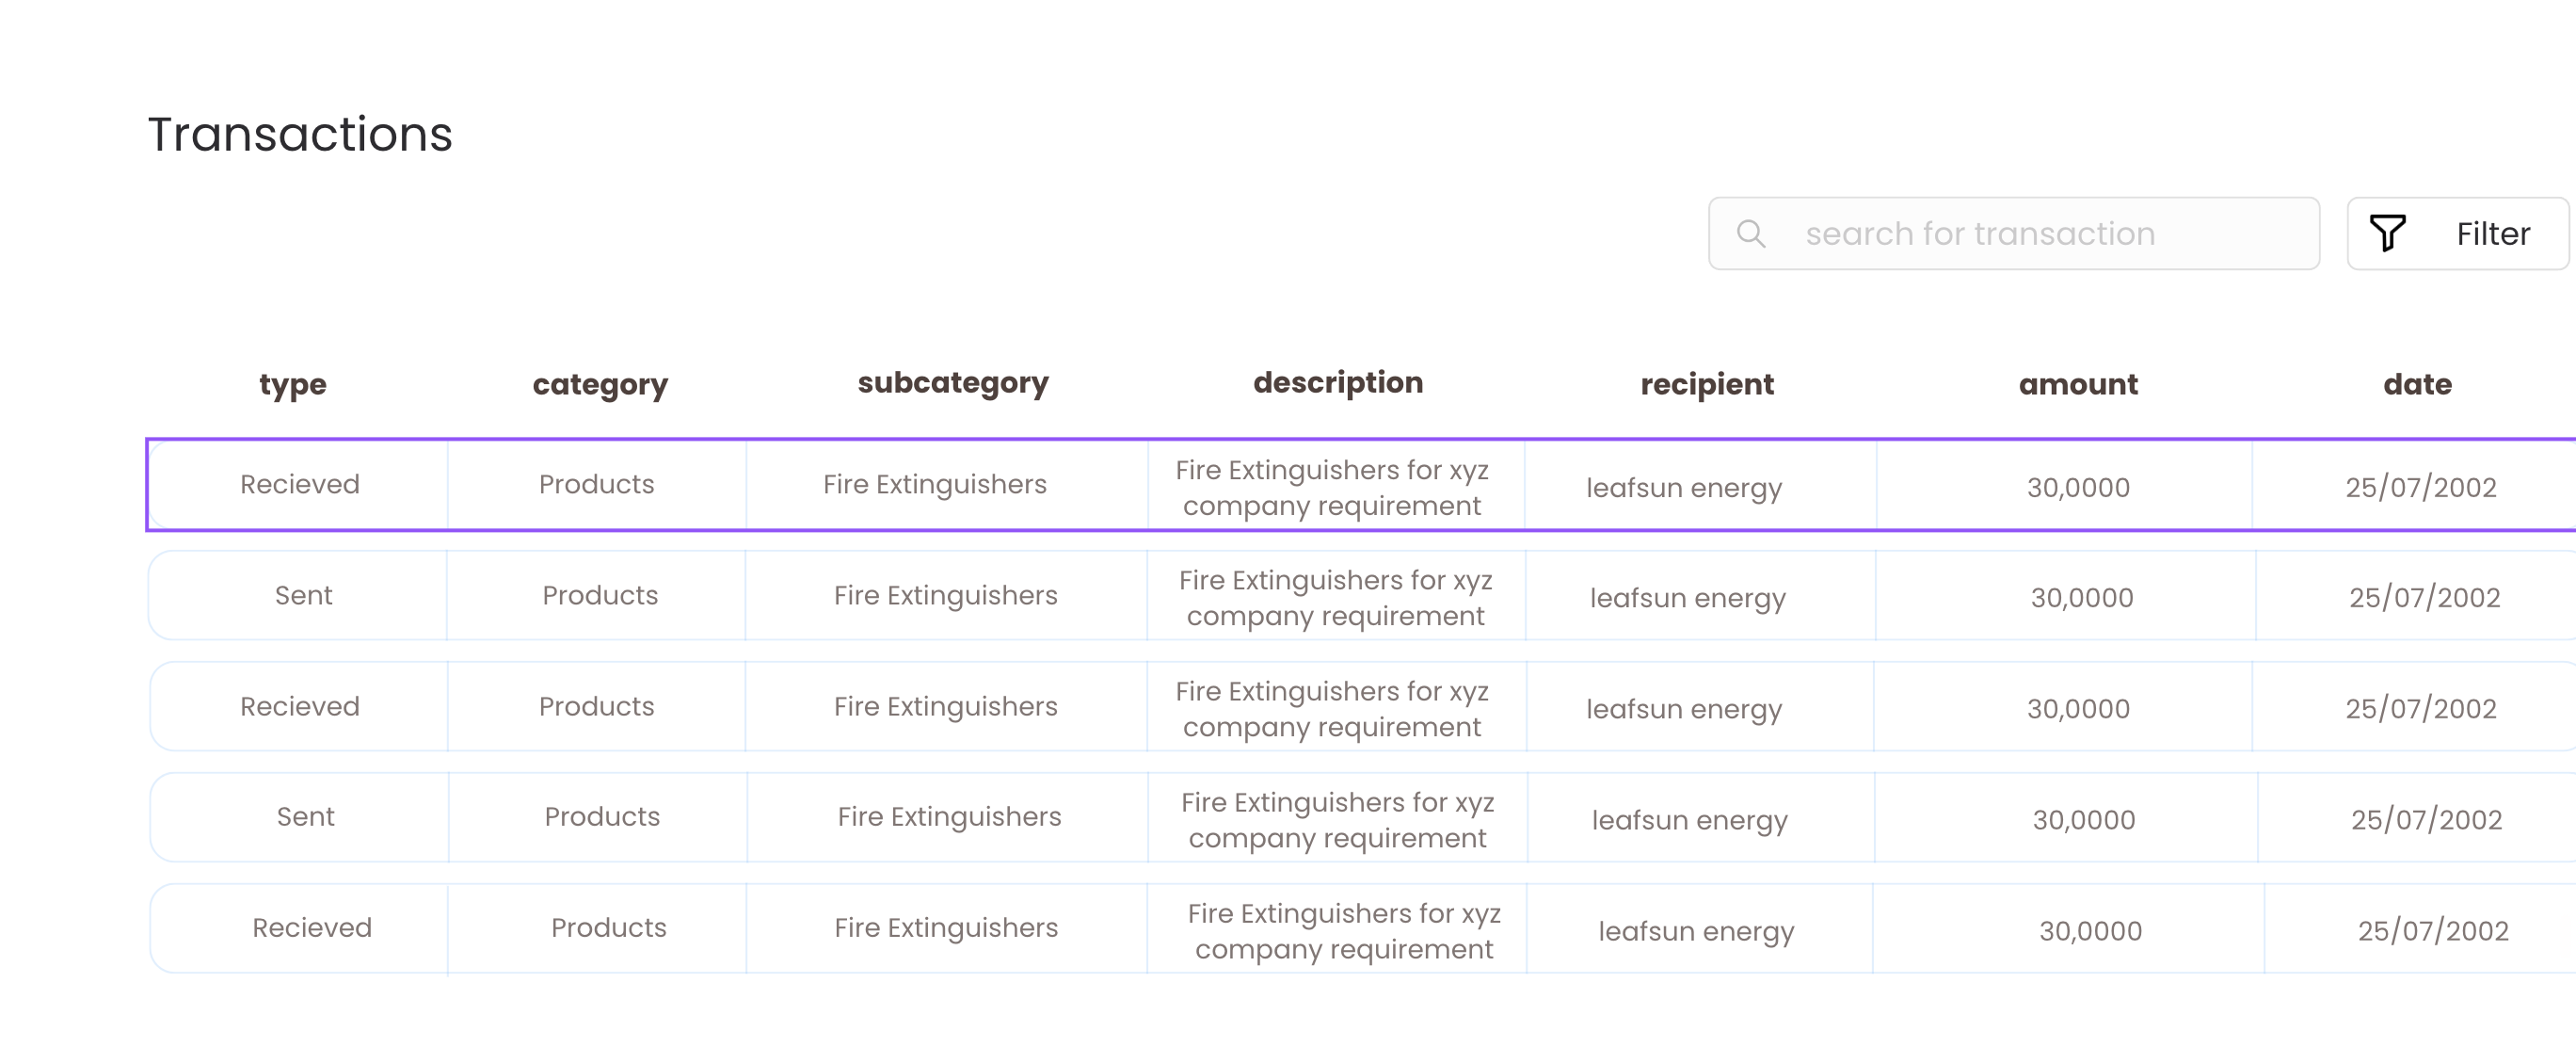 Transactions
search for transaction Filter
type category subcategory description recipient amount date
Recieved Products Fire Extinguishers Fire Extinguishers for xyz leafsun energy 30,0000 25/07/2002
company requirement
Sent Products Fire Extinguishers Fire Extinguishers for xyz leafsun energy 30,0000 25/07/2002
company requirement
Recieved Products Fire Extinguishers Fire Extinguishers for xyz leafsun energy 30,0000 25/07/2002
company requirement
Sent Products Fire Extinguishers Fire Extinguishers for xyz leafsun energy 30,0000 25/07/2002
company requirement
Recieved Products Fire Extinguishers Fire Extinguishers for xyz leafsun energy 30,0000 25/07/2002
company requirement